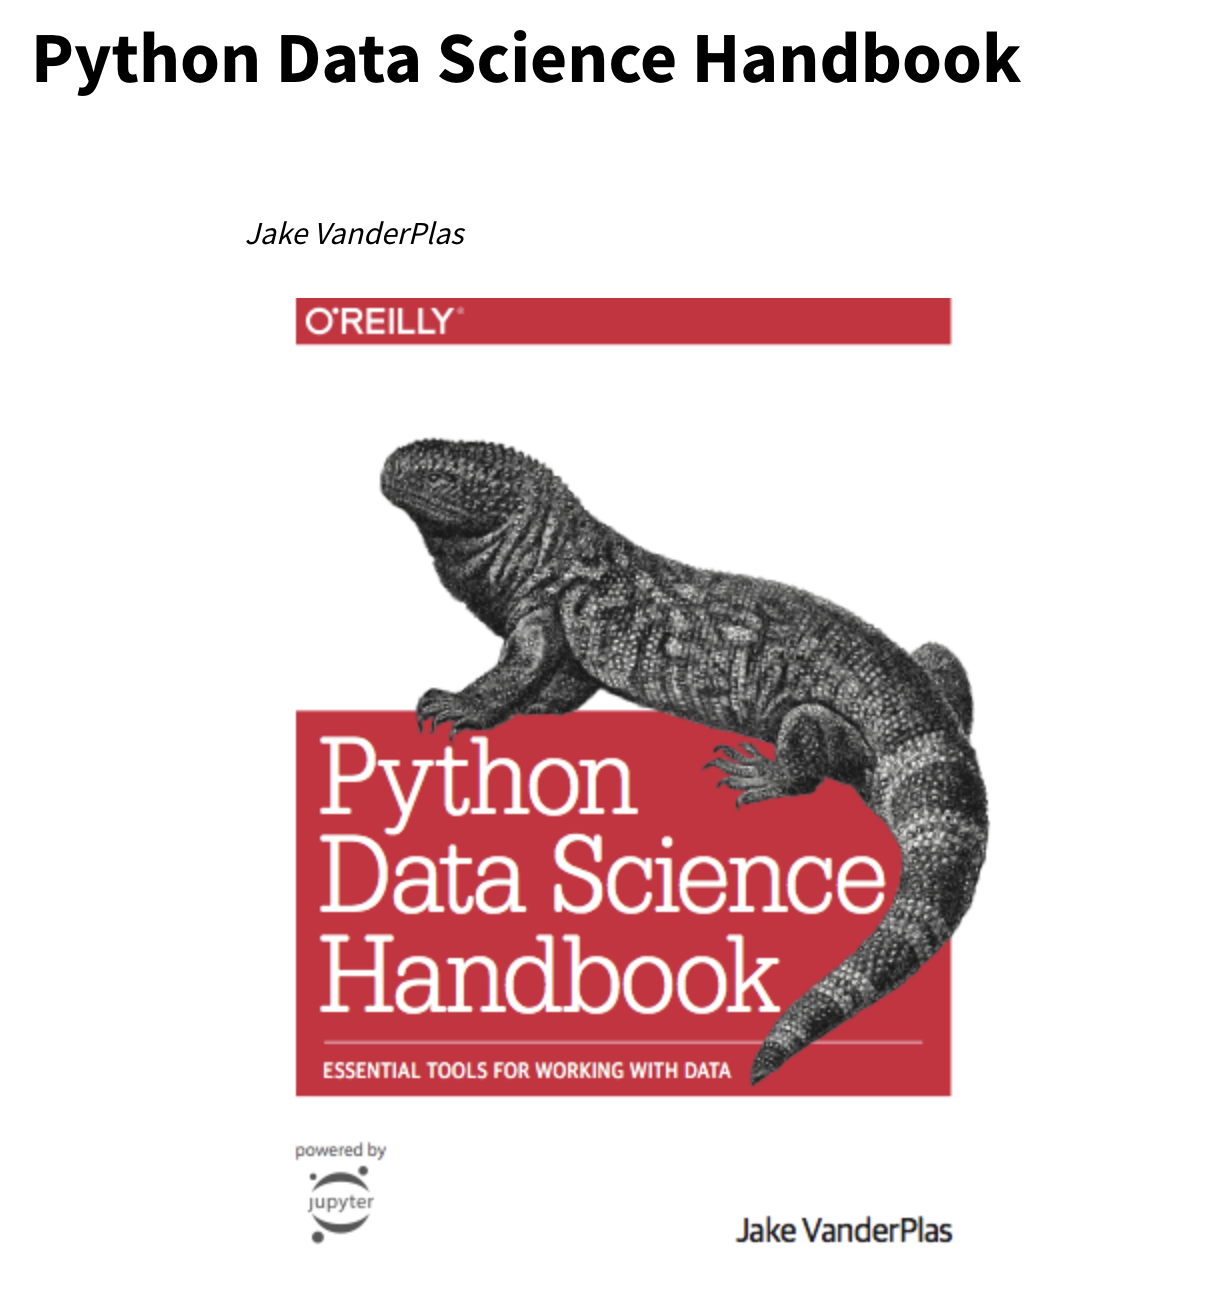 Python Data Science Handbook
Jake VanderPlas
O'REILLY®
Python
Data Science
Handbook
ESSENTIAL TOOLS FOR WORKING WITH DATA
powered by
jupyter
Jake VanderPlas